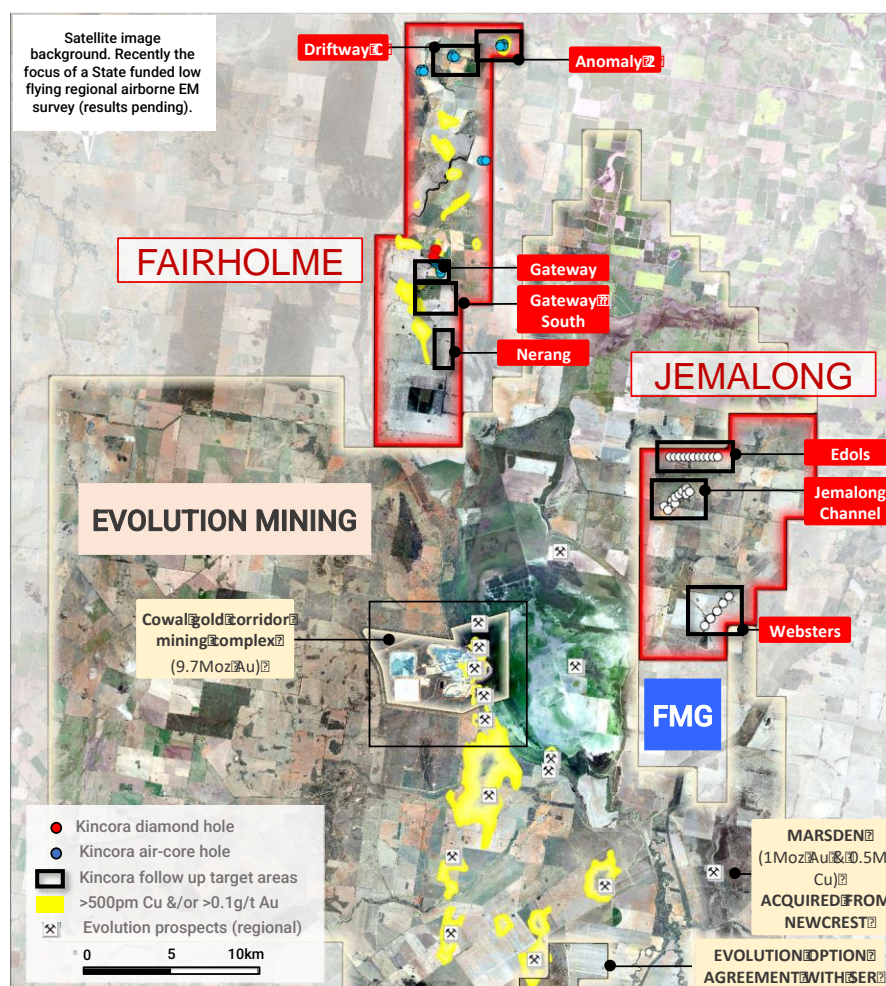 Satellite image
background. Recently the
focus of a State funded low
flying regional airborne EM
survey (results pending).
Driftway C
Anomaly 2
FAIRHOLME
Gateway
Gateway
South
Nerang
JEMALONG
Edols
Jemalong
Channel
EVOLUTION MINING
Cowal gold corridor
mining complex
(9.7Moz Au)
Websters
FMG
Kincora diamond hole
Kincora air-core hole
Kincora follow up target areas
>500pm Cu &/or >0.1g/t Au
Evolution prospects (regional)
0 5 10km
MARSDEN
(1Moz Au & 0.5M
Cu)
ACQUIRED FROM
NEWCREST
EVOLUTION OPTION
AGREEMENT WITH SER